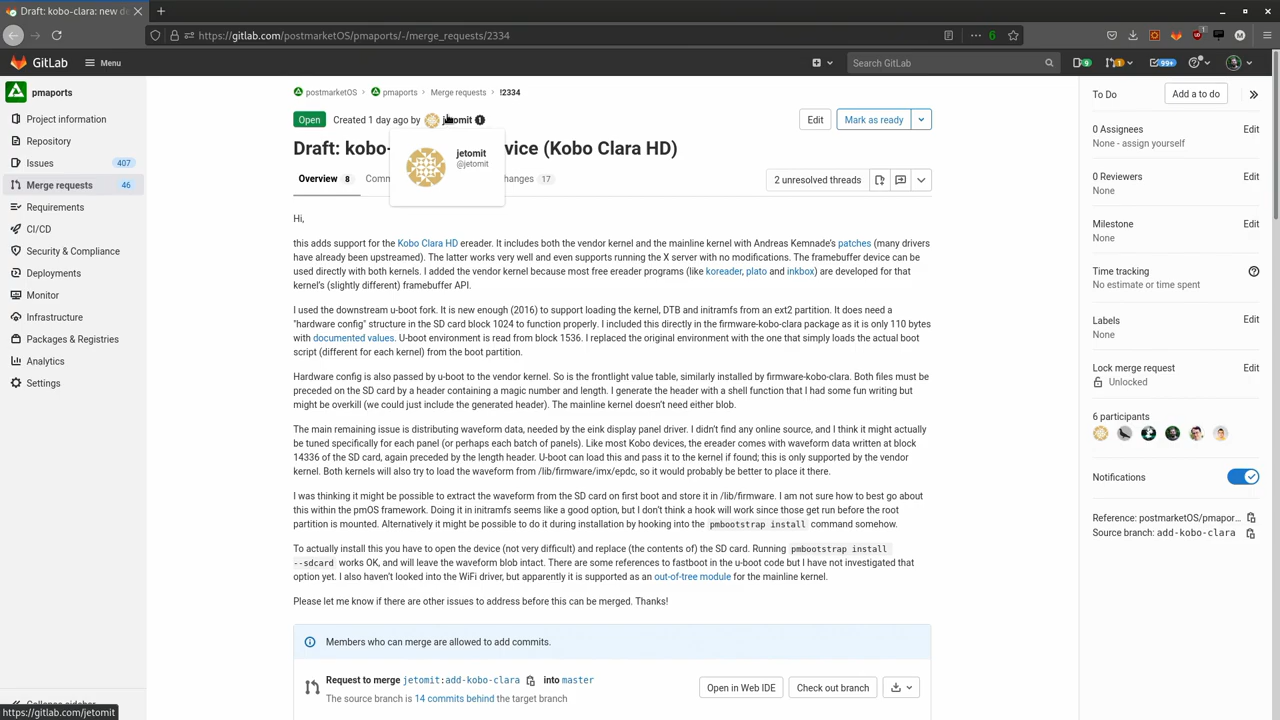 Draft: kobo-clara: new de
https://gitlab.com/postmarketOS/pmaports/-/merge_requests/2334
6
GitLab
Menu
Search GitLab
9
1
99+
pmaports
Project information
Repository
Issues 407
Merge requests 46
Requirements
CI/CD
Security & Compliance
Deployments
Monitor
Infrastructure
Packages & Registries
Analytics
Settings
https://gitlab.com/jetomit
postmarketOS > pmaports > Merge requests > !2334
Open Created 1 day ago by jetomit
Edit
Mark as ready
Draft: kobo- vice (Kobo Clara HD)
jetomit
@jetomit
Overview 8
Comm
hanges 17
2 unresolved threads
Hi,
this adds support for the Kobo Clara HD ereader. It includes both the vendor kernel and the mainline kernel with Andreas Kemnade's patches (many drivers
have already been upstreamed). The latter works very well and even supports running the X server with no modifications. The framebuffer device can be
used directly with both kernels. I added the vendor kernel because most free ereader programs (like koreader, plato and inkbox) are developed for that
kernel's (slightly different) framebuffer API.
I used the downstream u-boot fork. It is new enough (2016) to support loading the kernel, DTB and initramfs from an ext2 partition. It does need a
"hardware config" structure in the SD card block 1024 to function properly. I included this directly in the firmware-kobo-clara package as it is only 110 bytes
with documented values. U-boot environment is read from block 1536. I replaced the original environment with the one that simply loads the actual boot
script (different for each kernel) from the boot partition.
Hardware config is also passed by u-boot to the vendor kernel. So is the frontlight value table, similarly installed by firmware-kobo-clara. Both files must be
preceded on the SD card by a header containing a magic number and length. I generate the header with a shell function that I had some fun writing but
might be overkill (we could just include the generated header). The mainline kernel doesn't need either blob.
The main remaining issue is distributing waveform data, needed by the eink display panel driver. I didn't find any online source, and I think it might actually
be tuned specifically for each panel (or perhaps each batch of panels). Like most Kobo devices, the ereader comes with waveform data written at block
14336 of the SD card, again preceded by the length header. U-boot can load this and pass it to the kernel if found; this is only supported by the vendor
kernel. Both kernels will also try to load the waveform from /lib/firmware/imx/epdc, so it would probably be better to place it there.
I was thinking it might be possible to extract the waveform from the SD card on first boot and store it in /lib/firmware. I am not sure how to best go about
this within the pmOS framework. Doing it in initramfs seems like a good option, but I don't think a hook will work since those get run before the root
partition is mounted. Alternatively it might be possible to do it during installation by hooking into the pmbootstrap install command somehow.
To actually install this you have to open the device (not very difficult) and replace (the contents of) the SD card. Running pmbootstrap install
--sdcard works OK, and will leave the waveform blob intact. There are some references to fastboot in the u-boot code but I have not investigated that
option yet. I also haven't looked into the WiFi driver, but apparently it is supported as an out-of-tree module for the mainline kernel.
Please let me know if there are other issues to address before this can be merged. Thanks!
Members who can merge are allowed to add commits.
Request to merge jetomit:add-kobo-clara into master
The source branch is 14 commits behind the target branch
Open in Web IDE
Check out branch
To Do
Add a to do
0 Assignees Edit
None - assign yourself
0 Reviewers Edit
None
Milestone Edit
None
Time tracking
No estimate or time spent
Labels Edit
None
Lock merge request Edit
Unlocked
6 participants
Notifications
Reference: postmarketOS/pmapor...
Source branch: add-kobo-clara